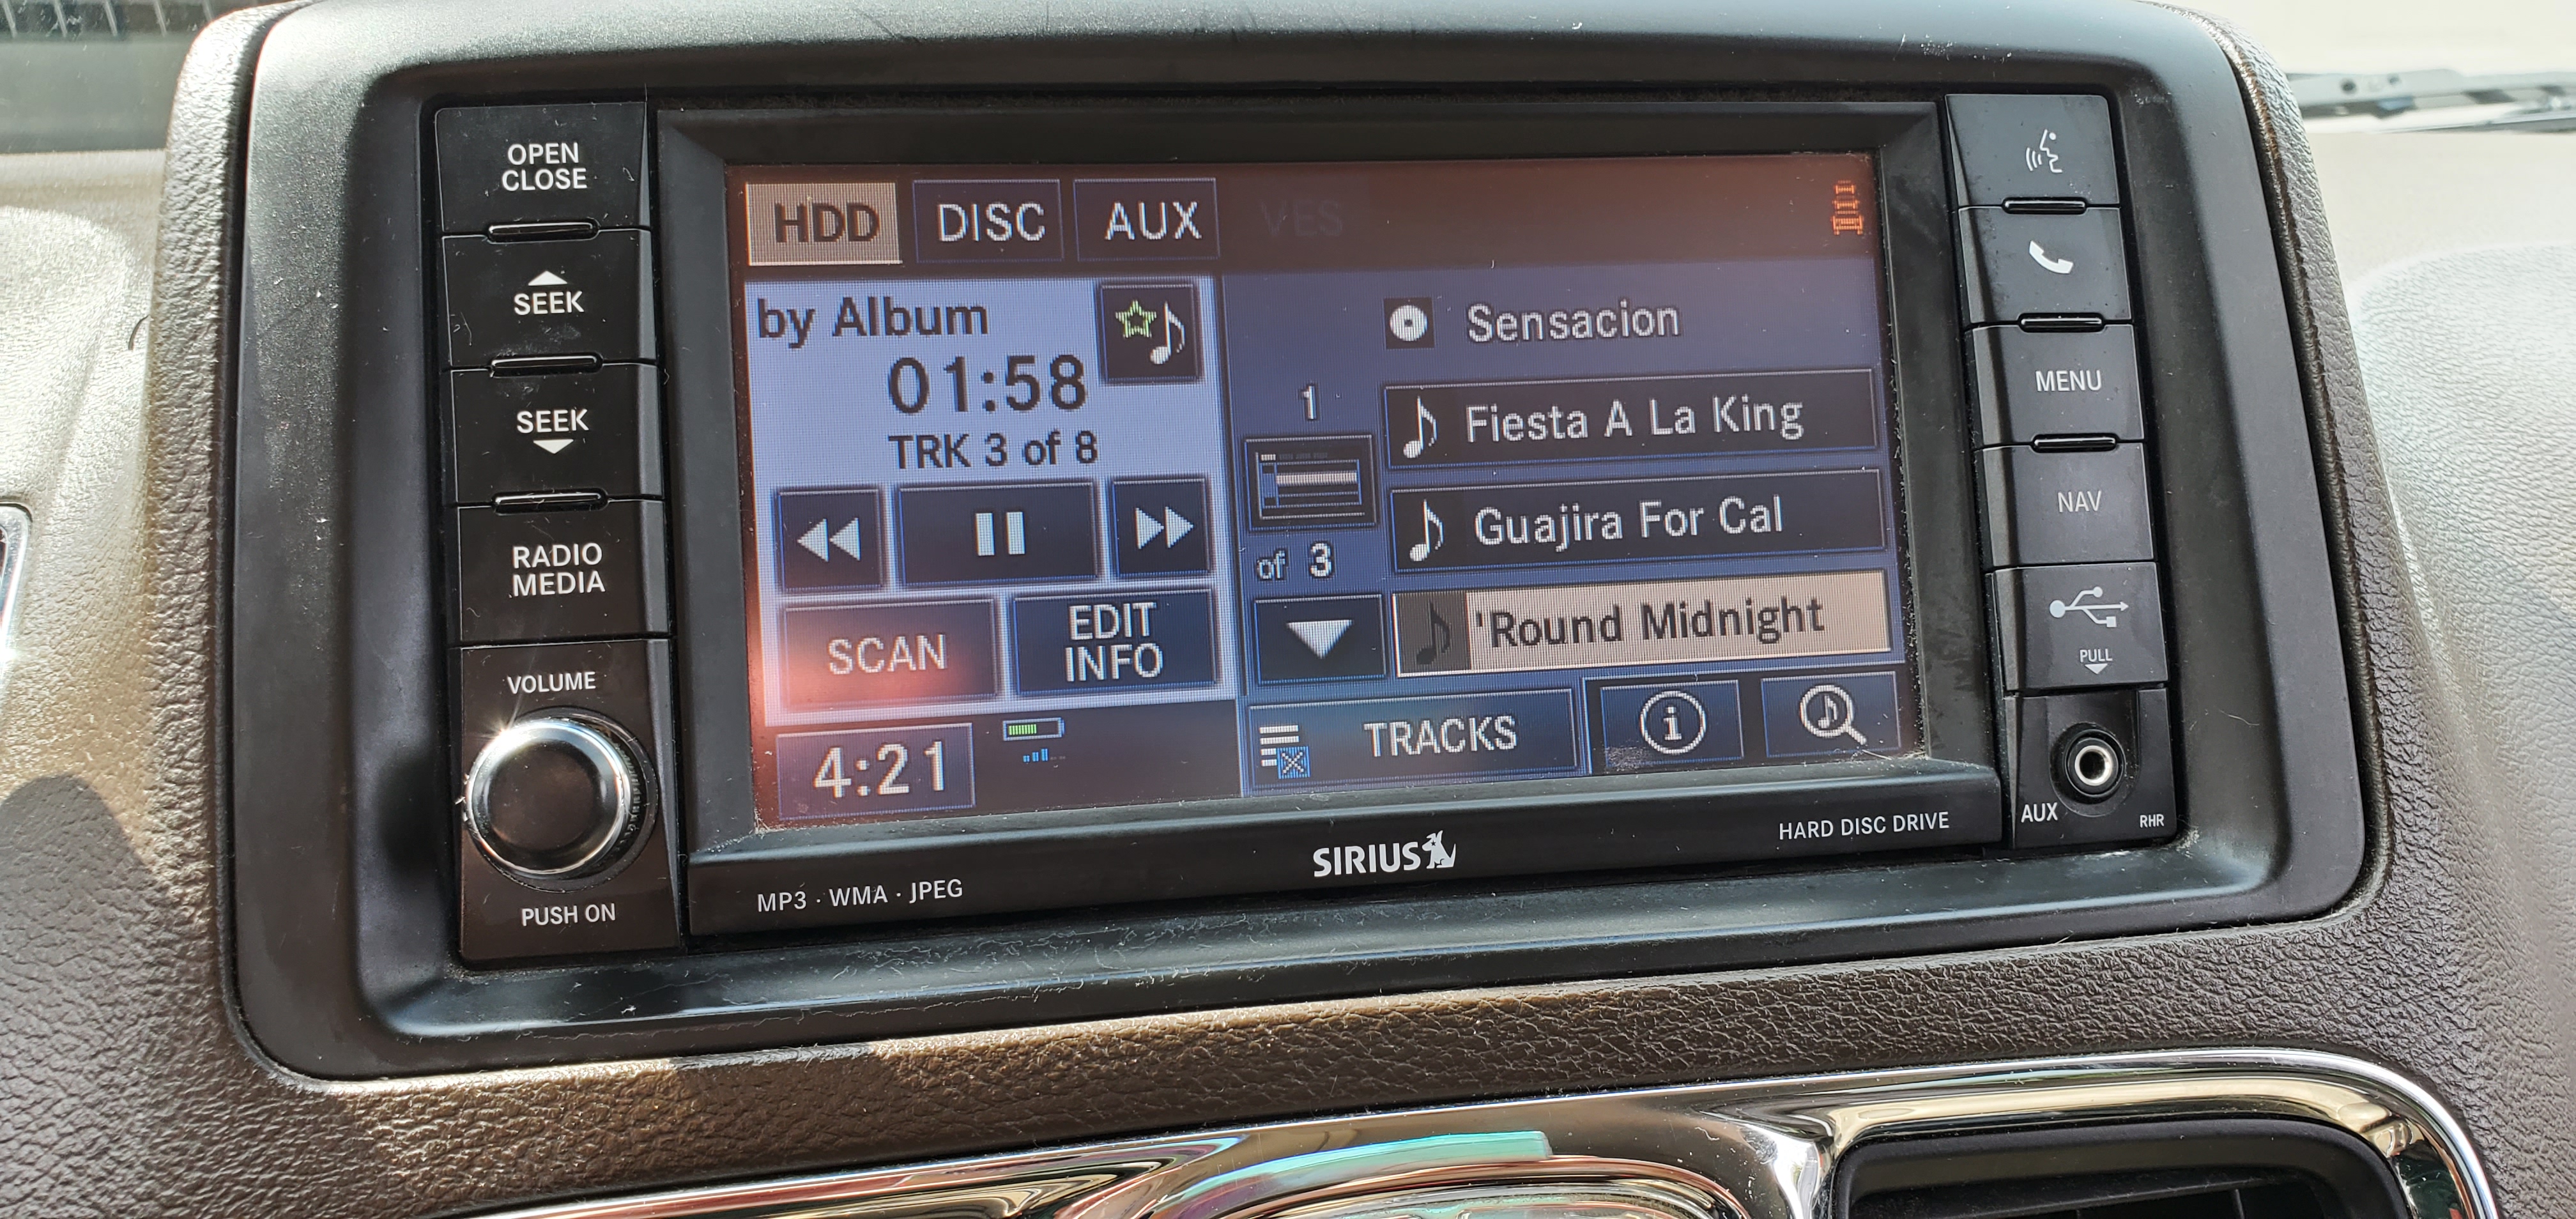 OPEN
CLOSE
SEEK
SEEK
RADIO
MEDIA
VOLUME
PUSH ON
HDD
DISC
AUX
VES
by Album
01:58
TRK 3 of 8
SCAN
EDIT
INFO
4:21
1
of 3
Sensacion
Fiesta A La King
Guajira For Cal
'Round Midnight
TRACKS
i
MENU
NAV
PULL
AUX
RHR
MP3 · WMA · JPEG
SIRIUS
HARD DISC DRIVE